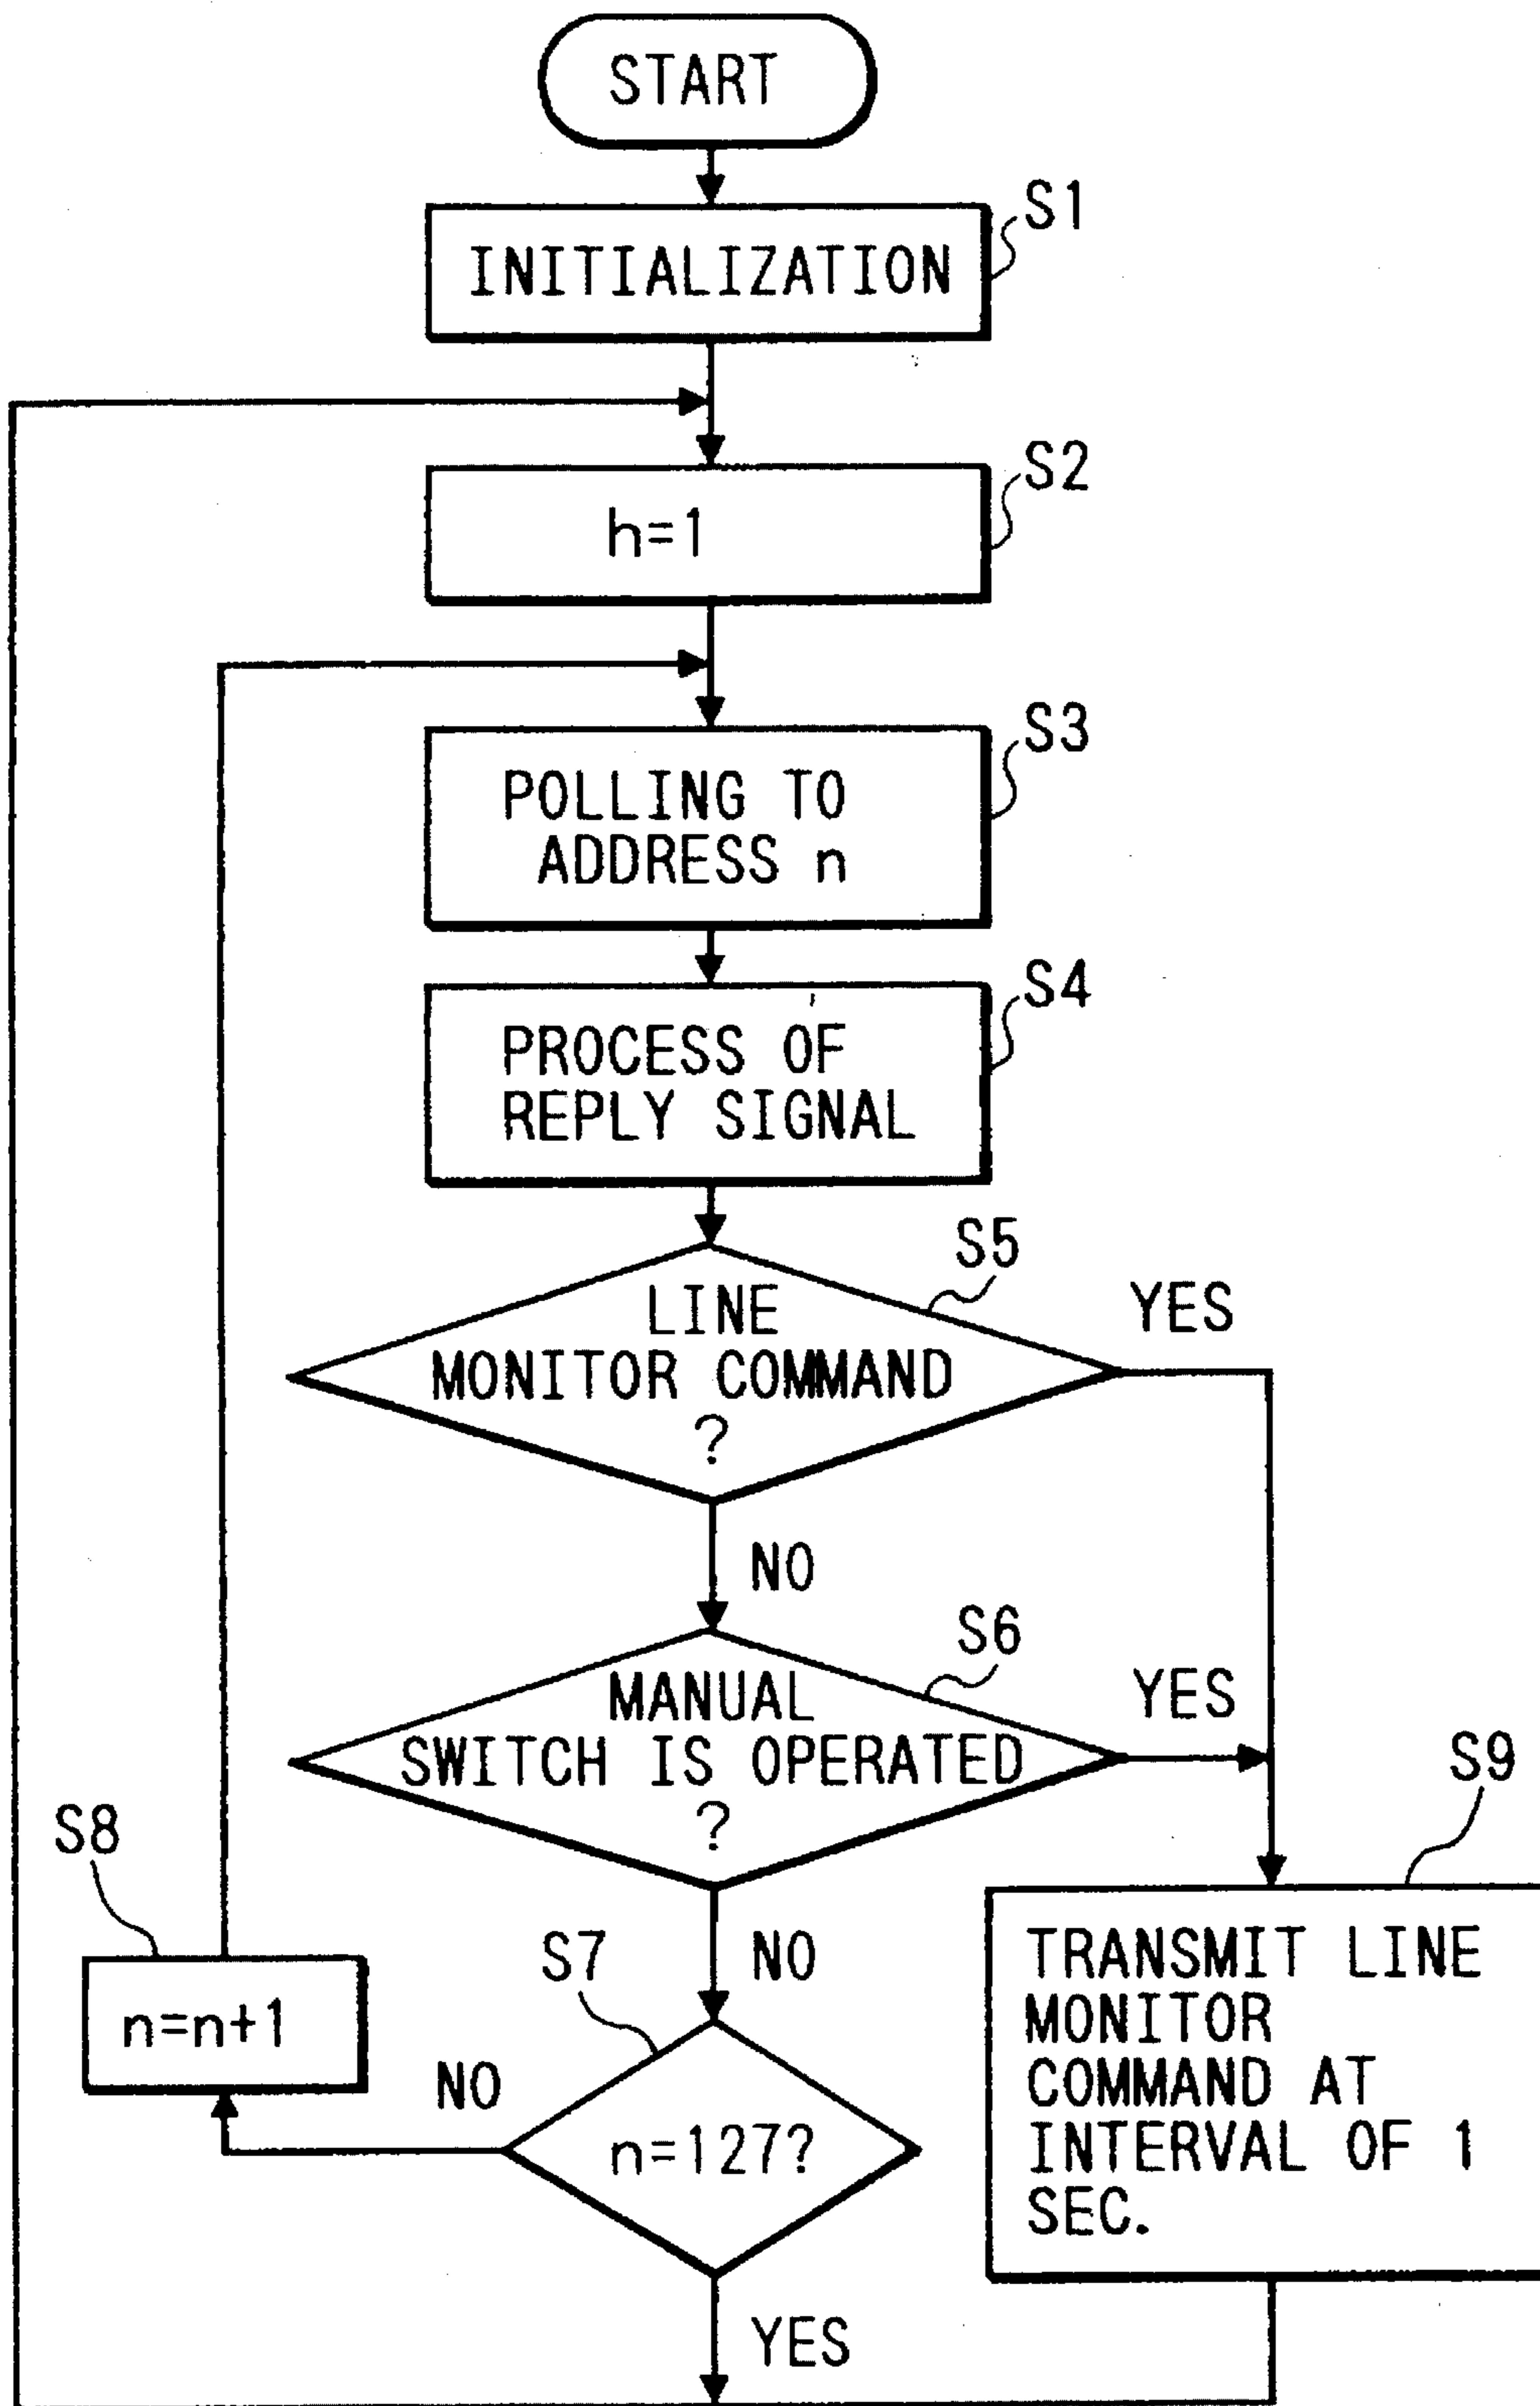 START
S1
INITIALIZATION
S2
h=1
S3
POLLING TO
ADDRESS n
S4
PROCESS OF
REPLY SIGNAL
S5
YES
LINE
MONITOR COMMAND
?
NO
S6
YES
MANUAL
SWITCH IS OPERATED
?
S9
S8
S7
NO
TRANSMIT LINE
MONITOR
COMMAND AT
INTERVAL OF 1
SEC.
n=n+1
NO
n=127?
YES